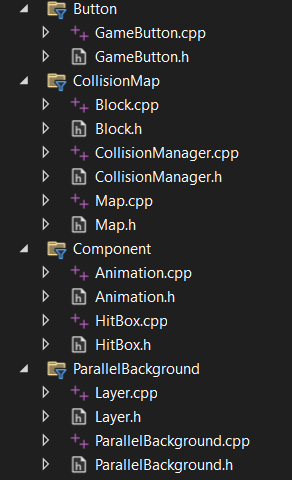 Button
GameButton.cpp
GameButton.h
CollisionMap
Block.cpp
Block.h
CollisionManager.cpp
CollisionManager.h
Map.cpp
Map.h
Component
Animation.cpp
Animation.h
HitBox.cpp
HitBox.h
ParallelBackground
Layer.cpp
Layer.h
ParallelBackground.cpp
ParallelBackground.h